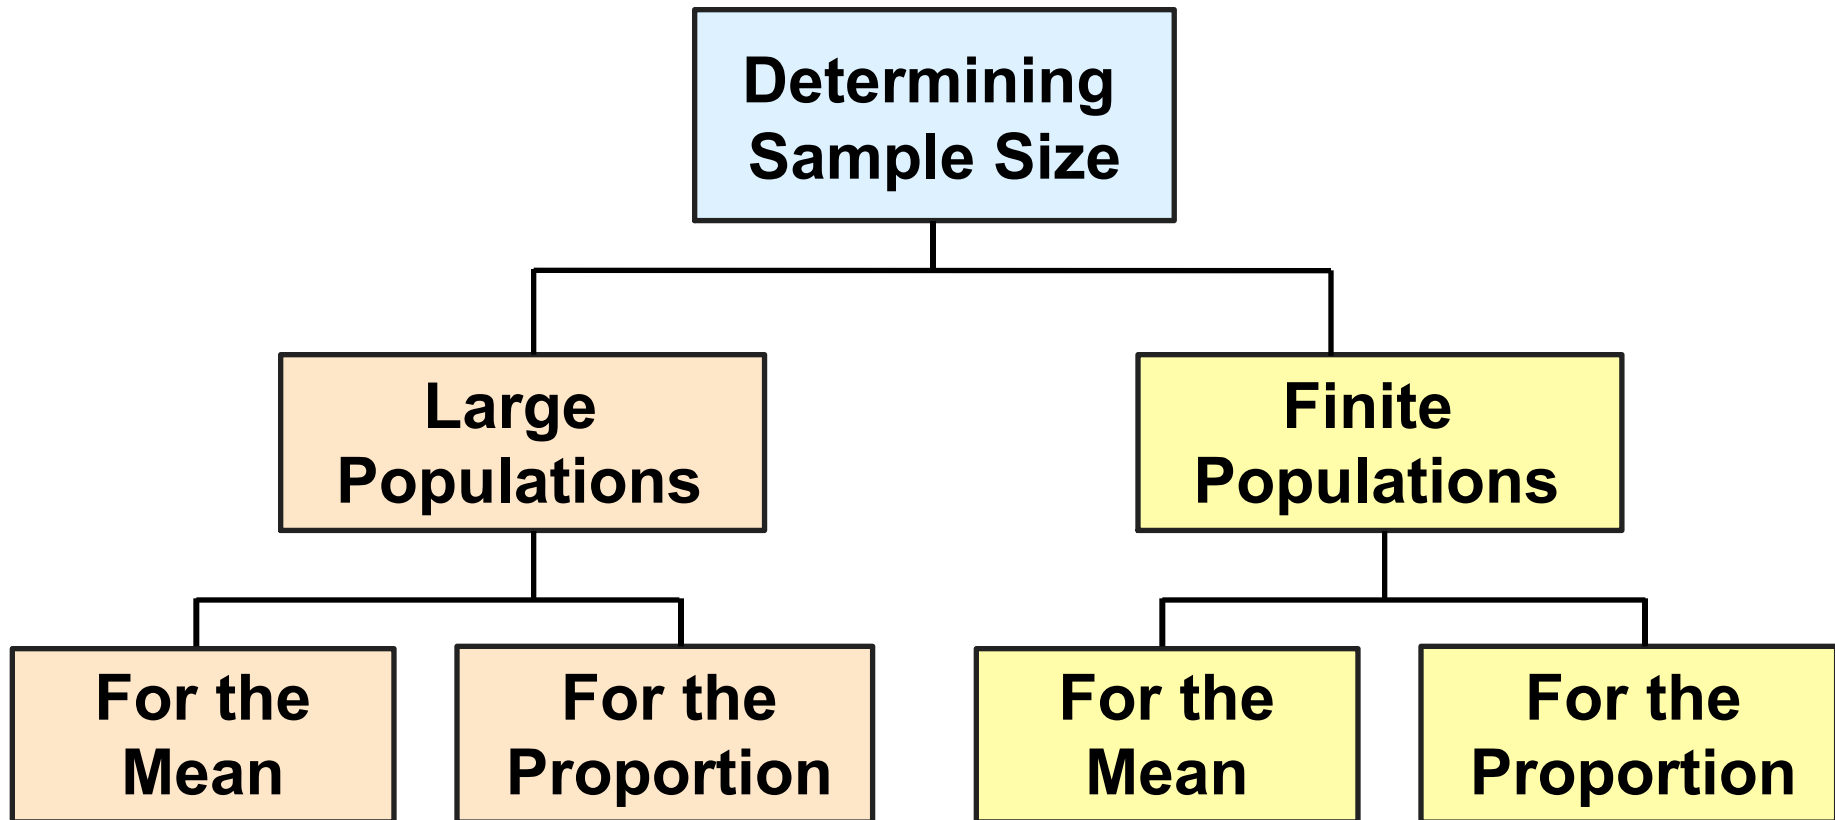 Determining
Sample Size
Large
Populations
Finite
Populations
For the
Mean
For the
Proportion
For the
Mean
For the
Proportion